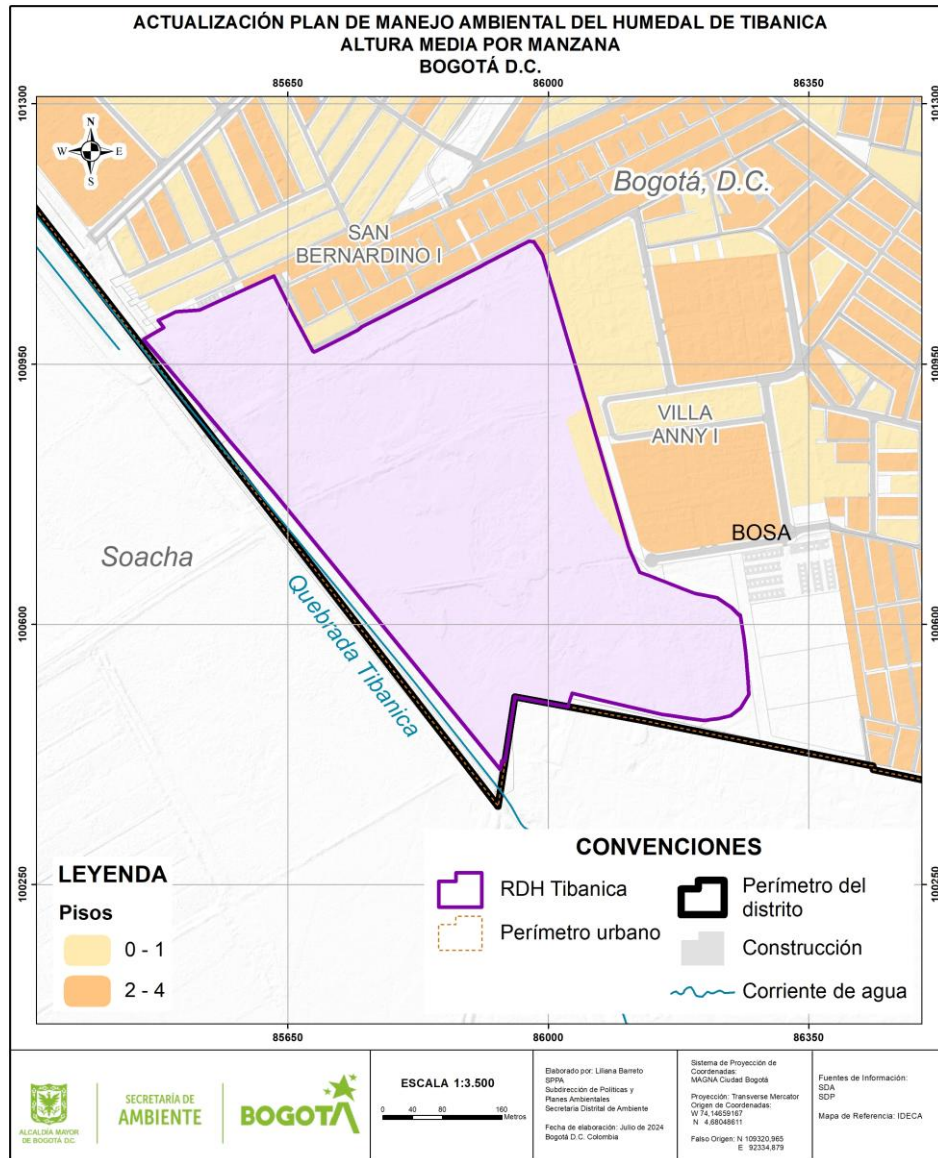 ACTUALIZACIÓN PLAN DE MANEJO AMBIENTAL DEL HUMEDAL DE TIBANICA
ALTURA MEDIA POR MANZANA
BOGOTÁ D.C.
85650
86000
86350
101300
101300
N
W
E
S
Bogotá, D.C.
SAN
BERNARDINO I
100950
100950
VILLA
ANNY I
BOSA
Soacha
Quebrada Tibanica
100600
100600
LEYENDA
Pisos
0 - 1
2 - 4
CONVENCIONES
RDH Tibanica
Perímetro urbano
Perímetro del
distrito
Construcción
Corriente de agua
100250
100250
85650
86000
86350
ALCALDÍA MAYOR
DE BOGOTÁ D.C.
SECRETARÍA DE
AMBIENTE
BOGOTÁ
ESCALA 1:3.500
0 40 80 160
Metros
Elaborado por: Liliana Barreto
SPPA
Subdirección de Políticas y
Planes Ambientales
Secretaria Distrital de Ambiente
Fecha de elaboración: Julio de 2024
Bogotá D.C. Colombia
Sistema de Proyección de
Coordenadas:
MAGNA Ciudad Bogotá
Proyección: Transverse Mercator
Origen de Coordenadas:
W 74,14659167
N 4,68048611
Falso Origen: N 109320,965
E 92334,879
Fuentes de Información:
SDA
SDP
Mapa de Referencia: IDECA